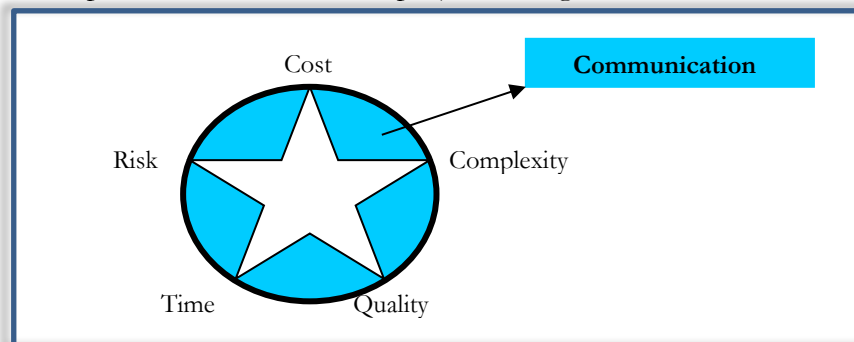 Cost
Communication
Risk
Complexity
Time
Quality